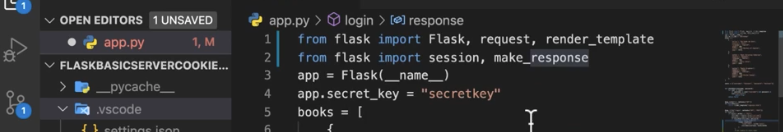 OPEN EDITORS 1 UNSAVED
app.py 1, M
FLASKBASICSERVERCOOKIE...
__pycache__
.vscode
settings.json
1
1
app.py > login > response
1 from flask import Flask, request, render_template
2 from flask import session, make_response
3 app = Flask(__name__)
4 app.secret_key = "secretkey"
5 books = [
6 {